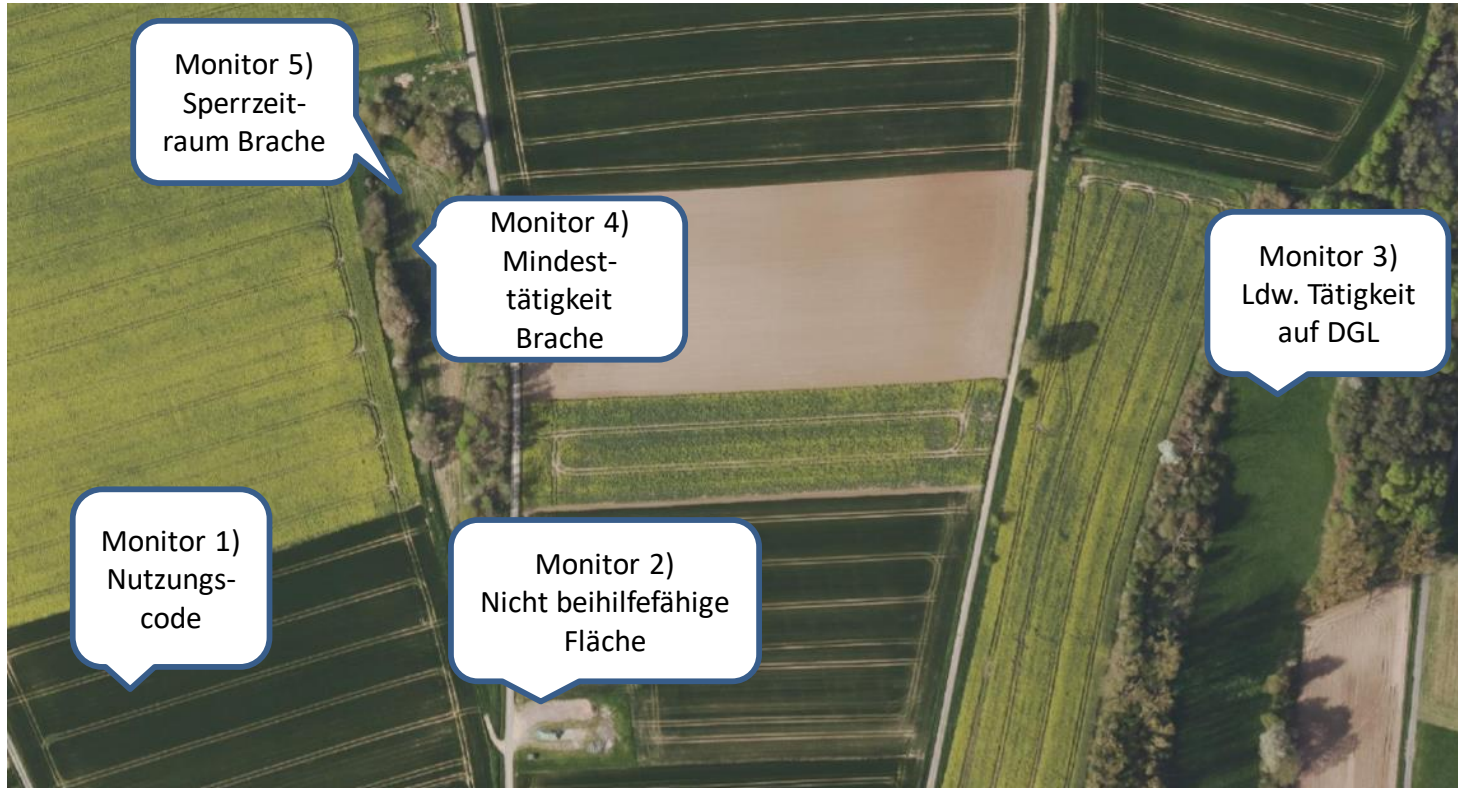 Monitor 5)
Sperrzeit-
raum Brache
Monitor 4)
Mindest-
tätigkeit
Brache
Monitor 3)
Ldw. Tätigkeit
auf DGL
Monitor 1)
Nutzungs-
code
Monitor 2)
Nicht beihilfefähige
Fläche